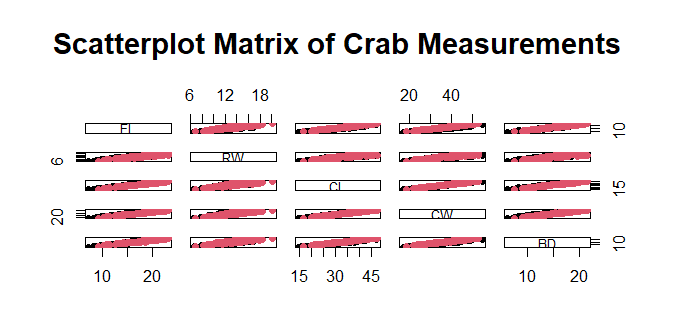 Scatterplot Matrix of Crab Measurements
6 12 18 20 40
FL 10
6 RW
CL 15
20 CW
BD 10
10 20 15 30 45 10 20